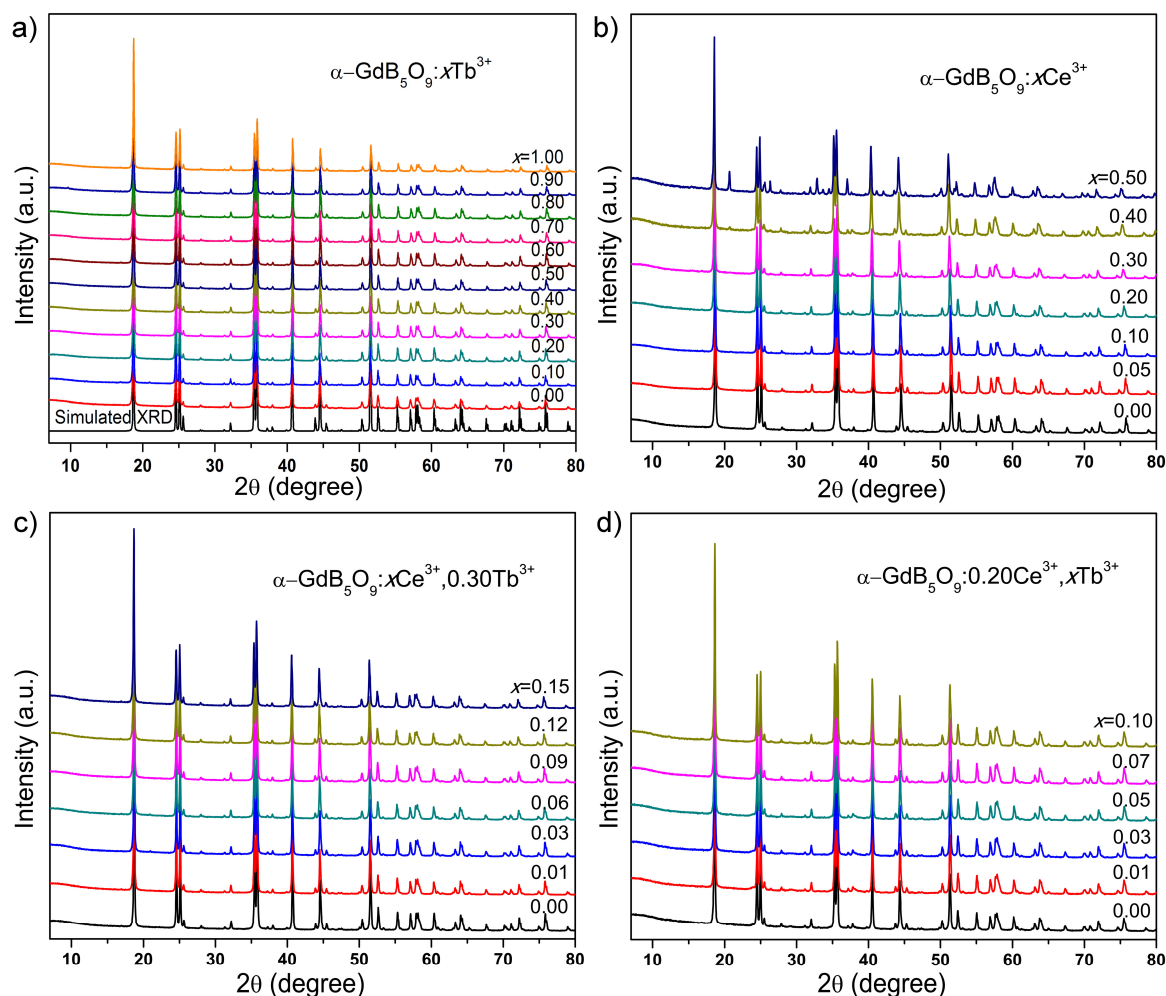 a)
α–GdB5O9:xTb3+
Intensity (a.u.)
x=1.00
0.90
0.80
0.70
0.60
0.50
0.40
0.30
0.20
0.10
0.00
Simulated XRD
10 20 30 40 50 60 70 80
2θ (degree)
b)
α–GdB5O9:xCe3+
Intensity (a.u.)
x=0.50
0.40
0.30
0.20
0.10
0.05
0.00
10 20 30 40 50 60 70 80
2θ (degree)
c)
α–GdB5O9:xCe3+,0.30Tb3+
Intensity (a.u.)
x=0.15
0.12
0.09
0.06
0.03
0.01
0.00
10 20 30 40 50 60 70 80
2θ (degree)
d)
α–GdB5O9:0.20Ce3+,xTb3+
Intensity (a.u.)
x=0.10
0.07
0.05
0.03
0.01
0.00
10 20 30 40 50 60 70 80
2θ (degree)